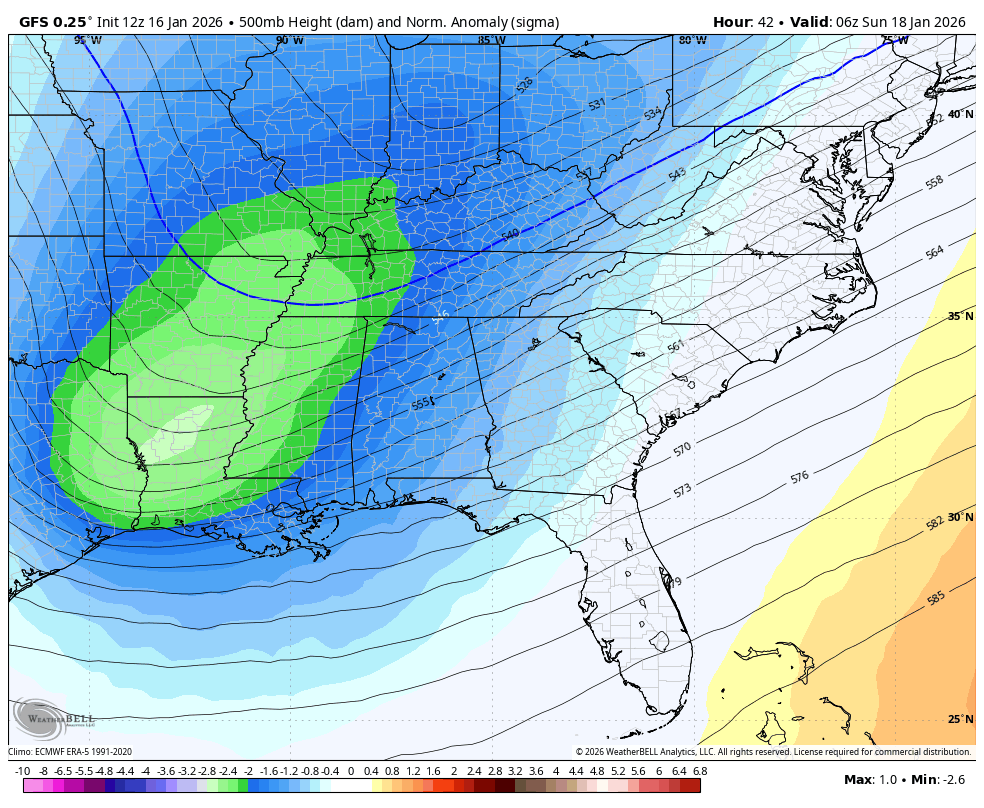 GFS 0.25° Init 12z 16 Jan 2026 • 500mb Height (dam) and Norm. Anomaly (sigma)
Hour: 42 • Valid: 06z Sun 18 Jan 2026
95°W 90°W 85°W 80°W 75°W
528
531
534
40°N
552
537
543
558
540
564
546
35°N
561
555
567
570
576
573
30°N
582
579
585
WEATHERBELL
25°N
Climo: ECMWF ERA-5 1991-2020
© 2026 WeatherBELL Analytics, LLC. All rights reserved. License required for commercial distribution.
-10 -8 -6.5 -5.5 -4.8 -4.4 -4 -3.6 -3.2 -2.8 -2.4 -2 -1.6 -1.2 -0.8 -0.4 0 0.4 0.8 1.2 1.6 2 2.4 2.8 3.2 3.6 4 4.4 4.8 5.2 5.6 6 6.4 6.8
Max: 1.0 • Min: -2.6